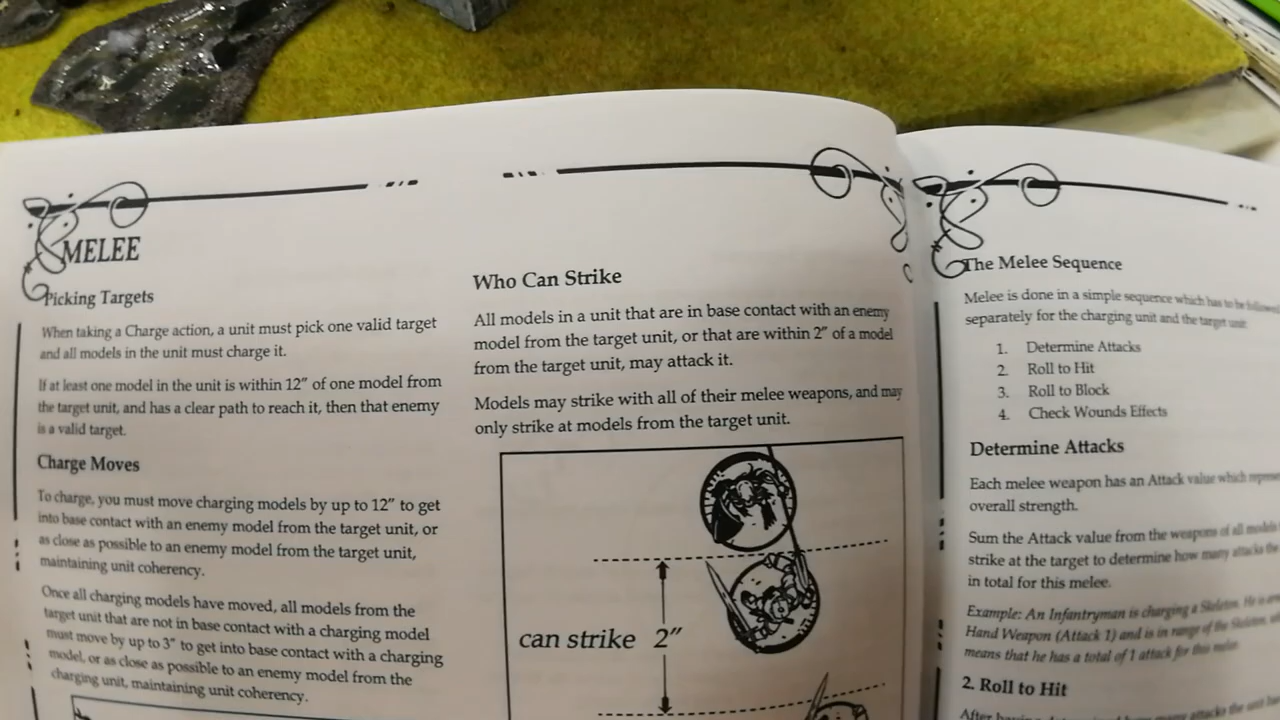 MELEE
Picking Targets
When taking a Charge action, a unit must pick one valid target
and all models in the unit must charge it.
If at least one model in the unit is within 12” of one model from
the target unit, and has a clear path to reach it, then that enemy
is a valid target.
Charge Moves
To charge, you must move charging models by up to 12” to get
into base contact with an enemy model from the target unit, or
as close as possible to an enemy model from the target unit,
maintaining unit coherency.
Once all charging models have moved, all models from the
target unit that are not in base contact with a charging model
must move by up to 3” to get into base contact with a charging
model, or as close as possible to an enemy model from the
charging unit, maintaining unit coherency.
Who Can Strike
All models in a unit that are in base contact with an enemy
model from the target unit, or that are within 2” of a model
from the target unit, may attack it.
Models may strike with all of their melee weapons, and may
only strike at models from the target unit.
can strike 2”
The Melee Sequence
Melee is done in a simple sequence which has to be followed
separately for the charging unit and the target unit:
1. Determine Attacks
2. Roll to Hit
3. Roll to Block
4. Check Wounds Effects
Determine Attacks
Each melee weapon has an Attack value which
overall strength.
Sum the Attack value from the weapons of all models
strike at the target to determine how many attacks the
in total for this melee.
Example: An Infantryman is charging a Skeleton. He is
Hand Weapon (Attack 1) and is in range of the Skeleton,
means that he has a total of 1 attack for this melee.
2. Roll to Hit
attacks the unit